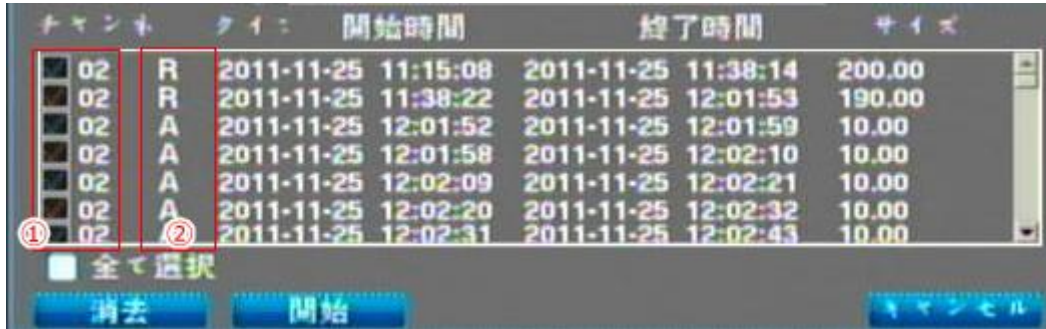 チャンネ タイ 開始時間 終了時間 サイズ
02 R 2011-11-25 11:15:08 2011-11-25 11:38:14 200.00
02 R 2011-11-25 11:38:22 2011-11-25 12:01:53 190.00
02 A 2011-11-25 12:01:52 2011-11-25 12:01:59 10.00
02 A 2011-11-25 12:01:58 2011-11-25 12:02:10 10.00
02 A 2011-11-25 12:02:09 2011-11-25 12:02:21 10.00
02 A 2011-11-25 12:02:20 2011-11-25 12:02:32 10.00
① 02 A ② 2011-11-25 12:02:31 2011-11-25 12:02:43 10.00
全て選択
消去 開始 キャンセル